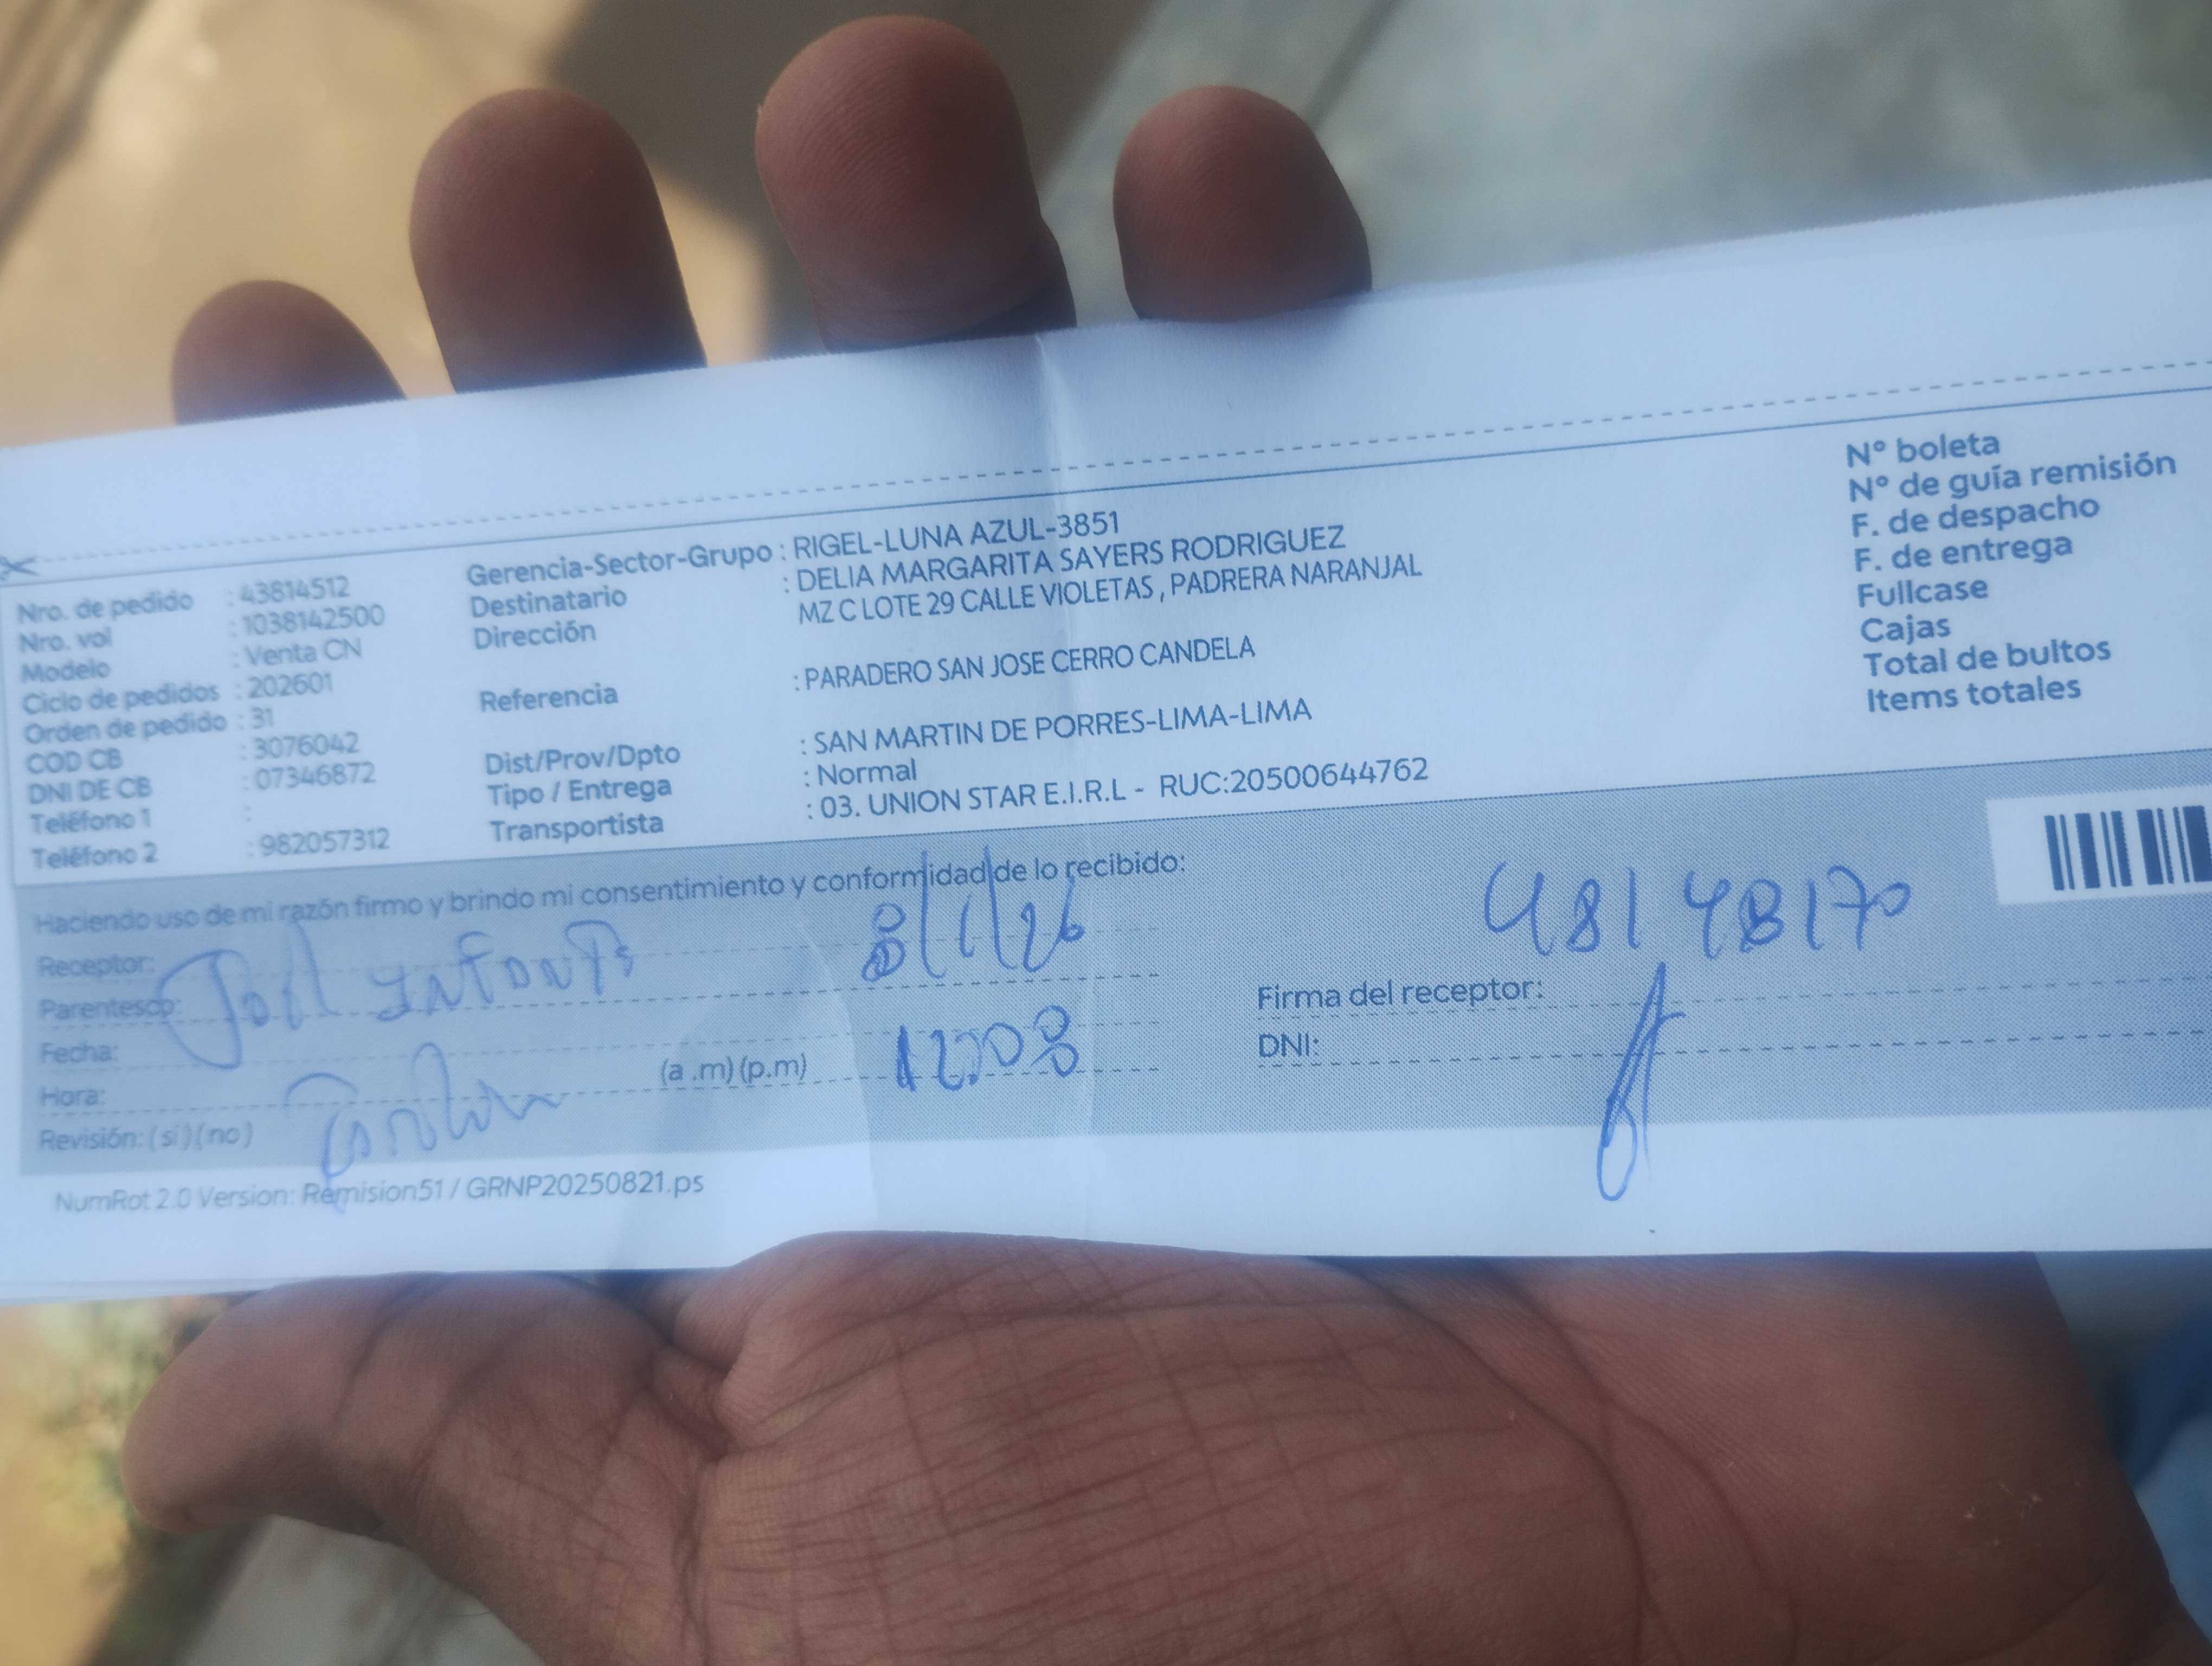 Nro. de pedido : 43814512
Nro. vol : 1038142500
Modelo : Venta CN
Ciclo de pedidos : 202601
Orden de pedido : 31
COD CB : 3076042
DNI DE CB : 07346872
Teléfono 1 :
Teléfono 2 : 982057312
Gerencia-Sector-Grupo : RIGEL-LUNA AZUL-3851
Destinatario : DELIA MARGARITA SAYERS RODRIGUEZ
Dirección MZ C LOTE 29 CALLE VIOLETAS , PADRERA NARANJAL
Referencia : PARADERO SAN JOSE CERRO CANDELA
Dist/Prov/Dpto : SAN MARTIN DE PORRES-LIMA-LIMA
Tipo / Entrega : Normal
Transportista : 03. UNION STAR E.I.R.L - RUC:20500644762
N° boleta
N° de guía remisión
F. de despacho
F. de entrega
Fullcase
Cajas
Total de bultos
Items totales
Haciendo uso de mi razón firmo y brindo mi consentimiento y conformidad de lo recibido:
Receptor:
Parentesco:
Fecha:
Hora: (a .m) (p.m)
Revisión: ( si ) ( no )
8/1/26
12:08
48148170
Firma del receptor:
DNI:
NumRot 2.0 Version: Remision51 / GRNP20250821.ps